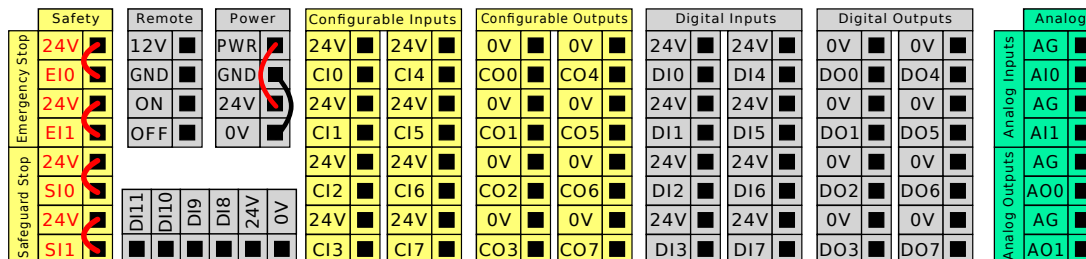 Safety
Emergency Stop
24V
EI0
24V
EI1
Safeguard Stop
24V
SI0
24V
SI1
Remote
12V
GND
ON
OFF
Power
PWR
GND
24V
0V
DI11
DI10
DI9
DI8
24V
0V
Configurable Inputs
24V 24V
CI0 CI4
24V 24V
CI1 CI5
24V 24V
CI2 CI6
24V 24V
CI3 CI7
Configurable Outputs
0V 0V
CO0 CO4
0V 0V
CO1 CO5
0V 0V
CO2 CO6
0V 0V
CO3 CO7
Digital Inputs
24V 24V
DI0 DI4
24V 24V
DI1 DI5
24V 24V
DI2 DI6
24V 24V
DI3 DI7
Digital Outputs
0V 0V
DO0 DO4
0V 0V
DO1 DO5
0V 0V
DO2 DO6
0V 0V
DO3 DO7
Analog
Analog Inputs
AG
AI0
AG
AI1
Analog Outputs
AG
AO0
AG
AO1